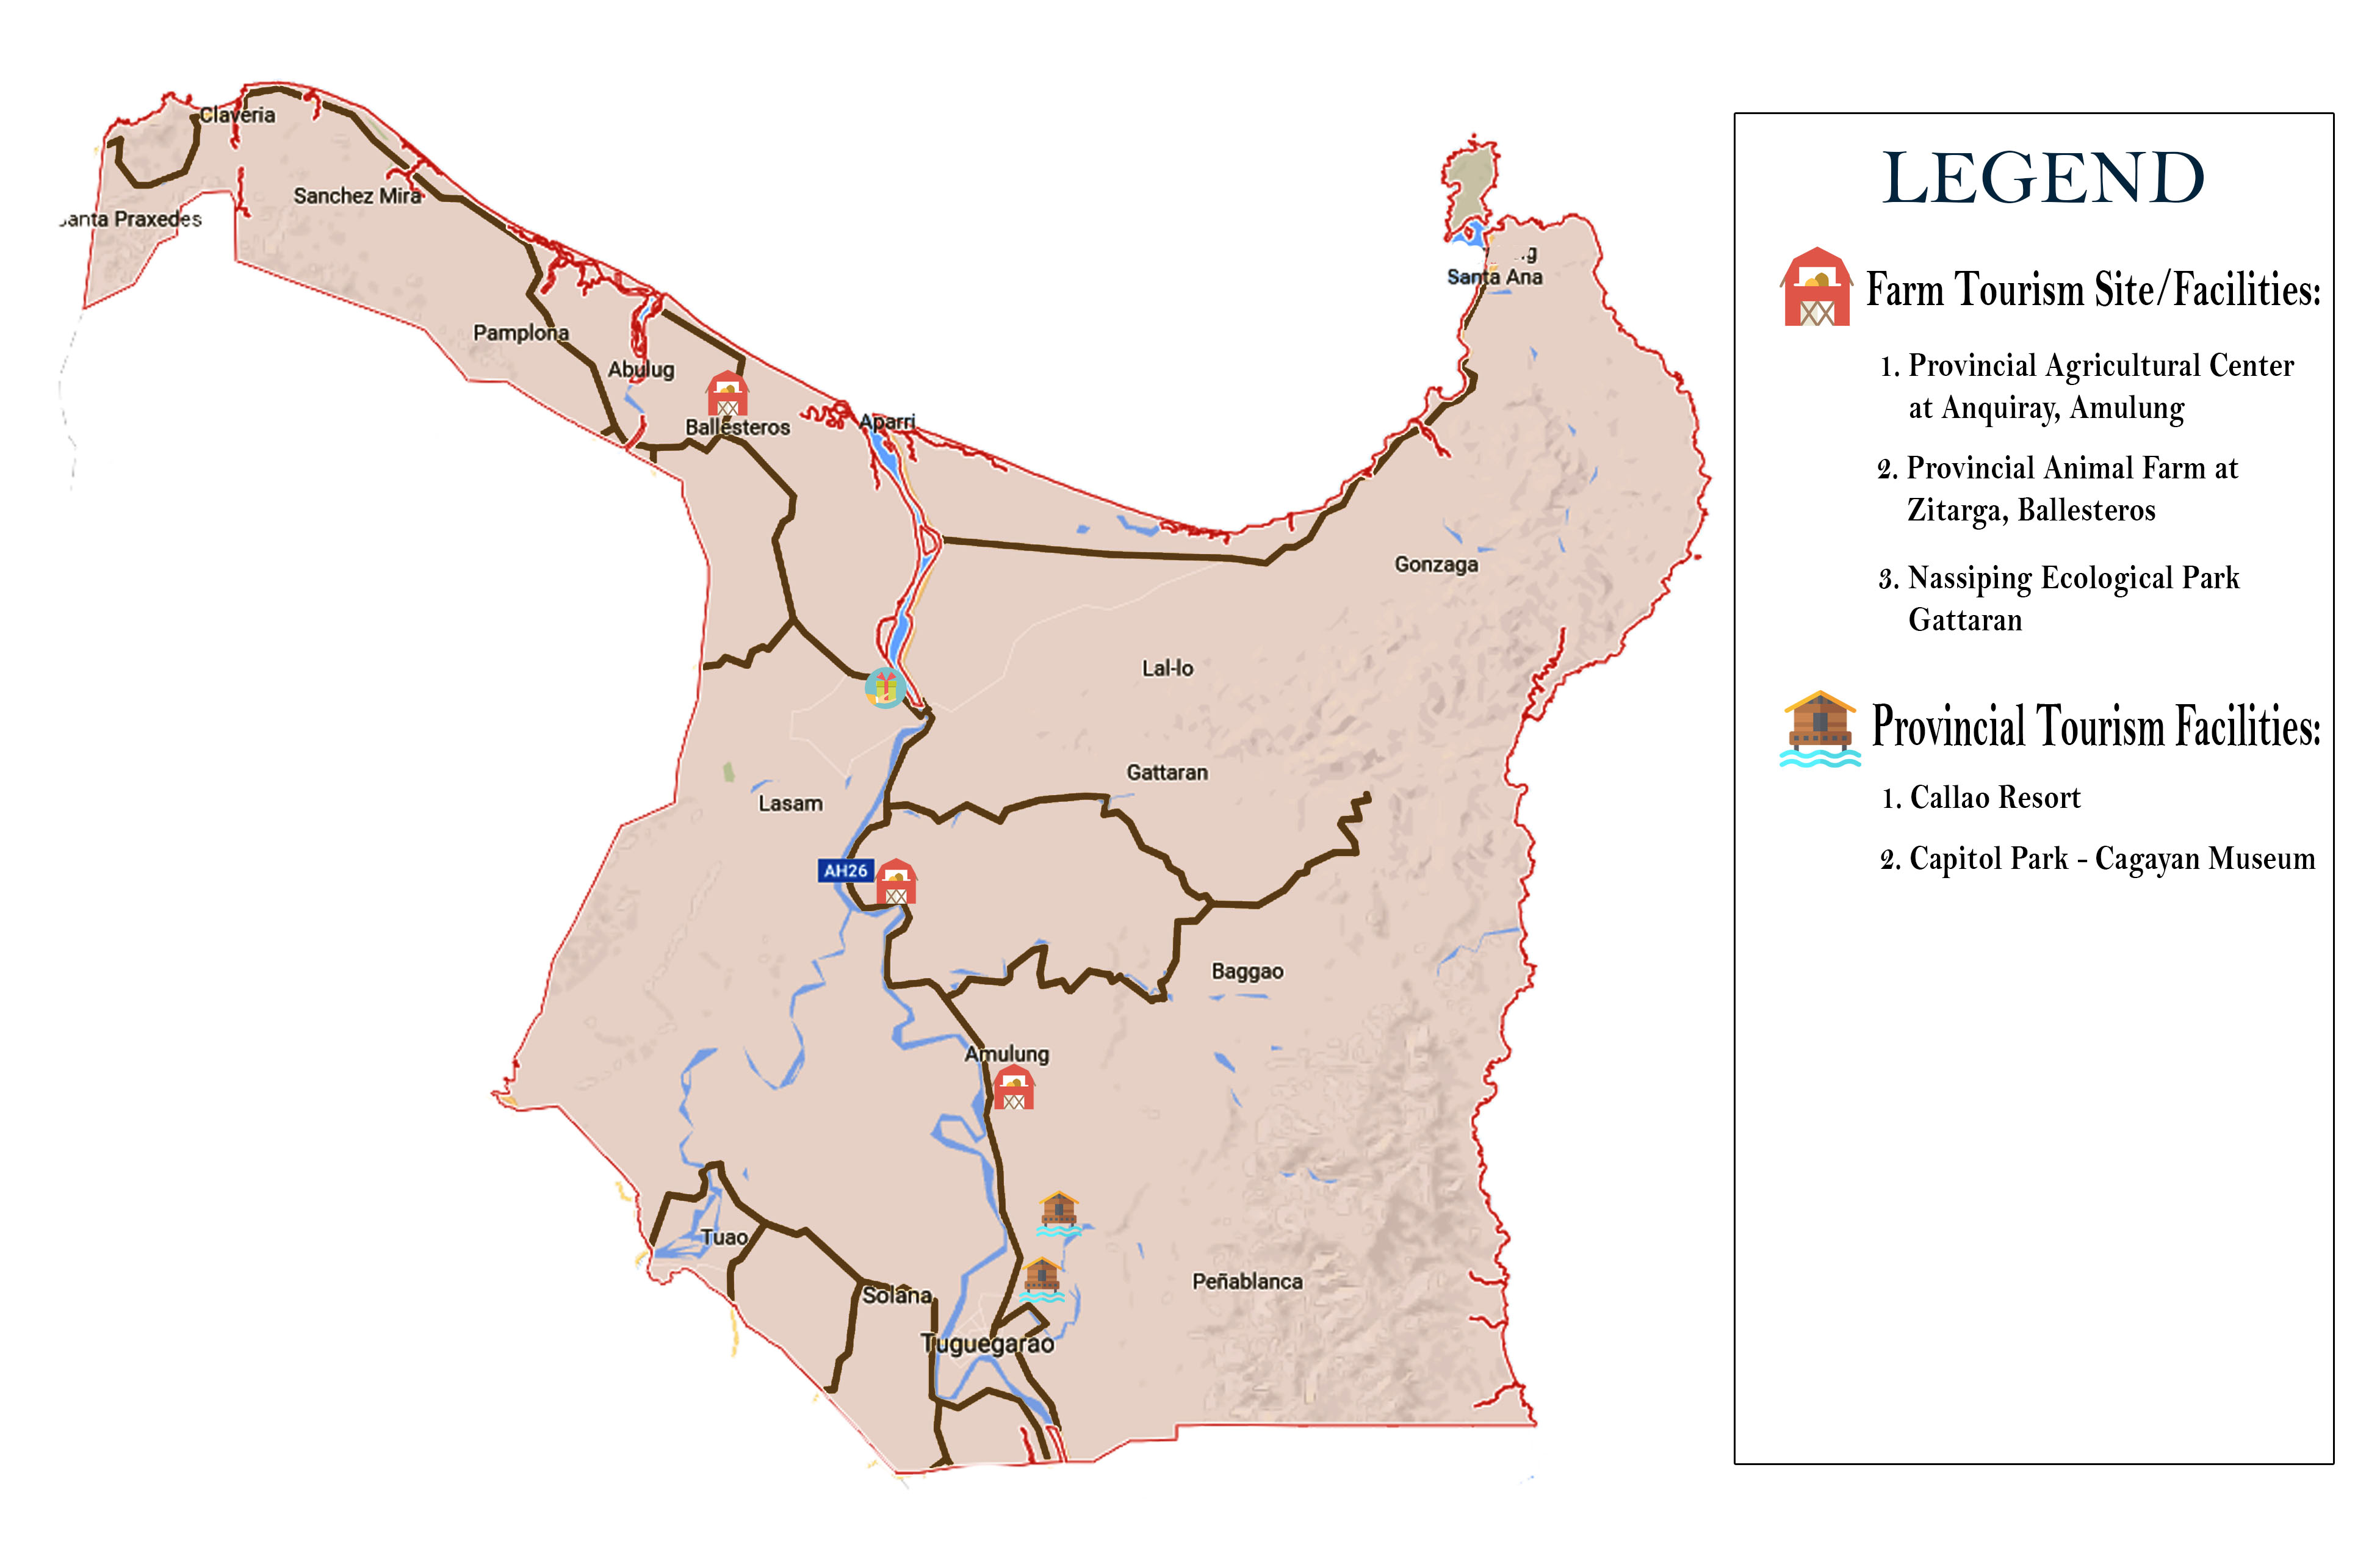 Claveria
Sanchez Mira
anta Praxedes
Santa Ana
Pamplona
Abulug
Ballesteros
Aparri
Gonzaga
Lal-lo
Gattaran
Lasam
AH26
Baggao
Amulung
Tuao
Peñablanca
Solana
Tuguegarao
LEGEND
Farm Tourism Site/Facilities:
1. Provincial Agricultural Center
at Anquiray, Amulung
2. Provincial Animal Farm at
Zitarga, Ballesteros
3. Nassiping Ecological Park
Gattaran
Provincial Tourism Facilities:
1. Callao Resort
2. Capitol Park - Cagayan Museum